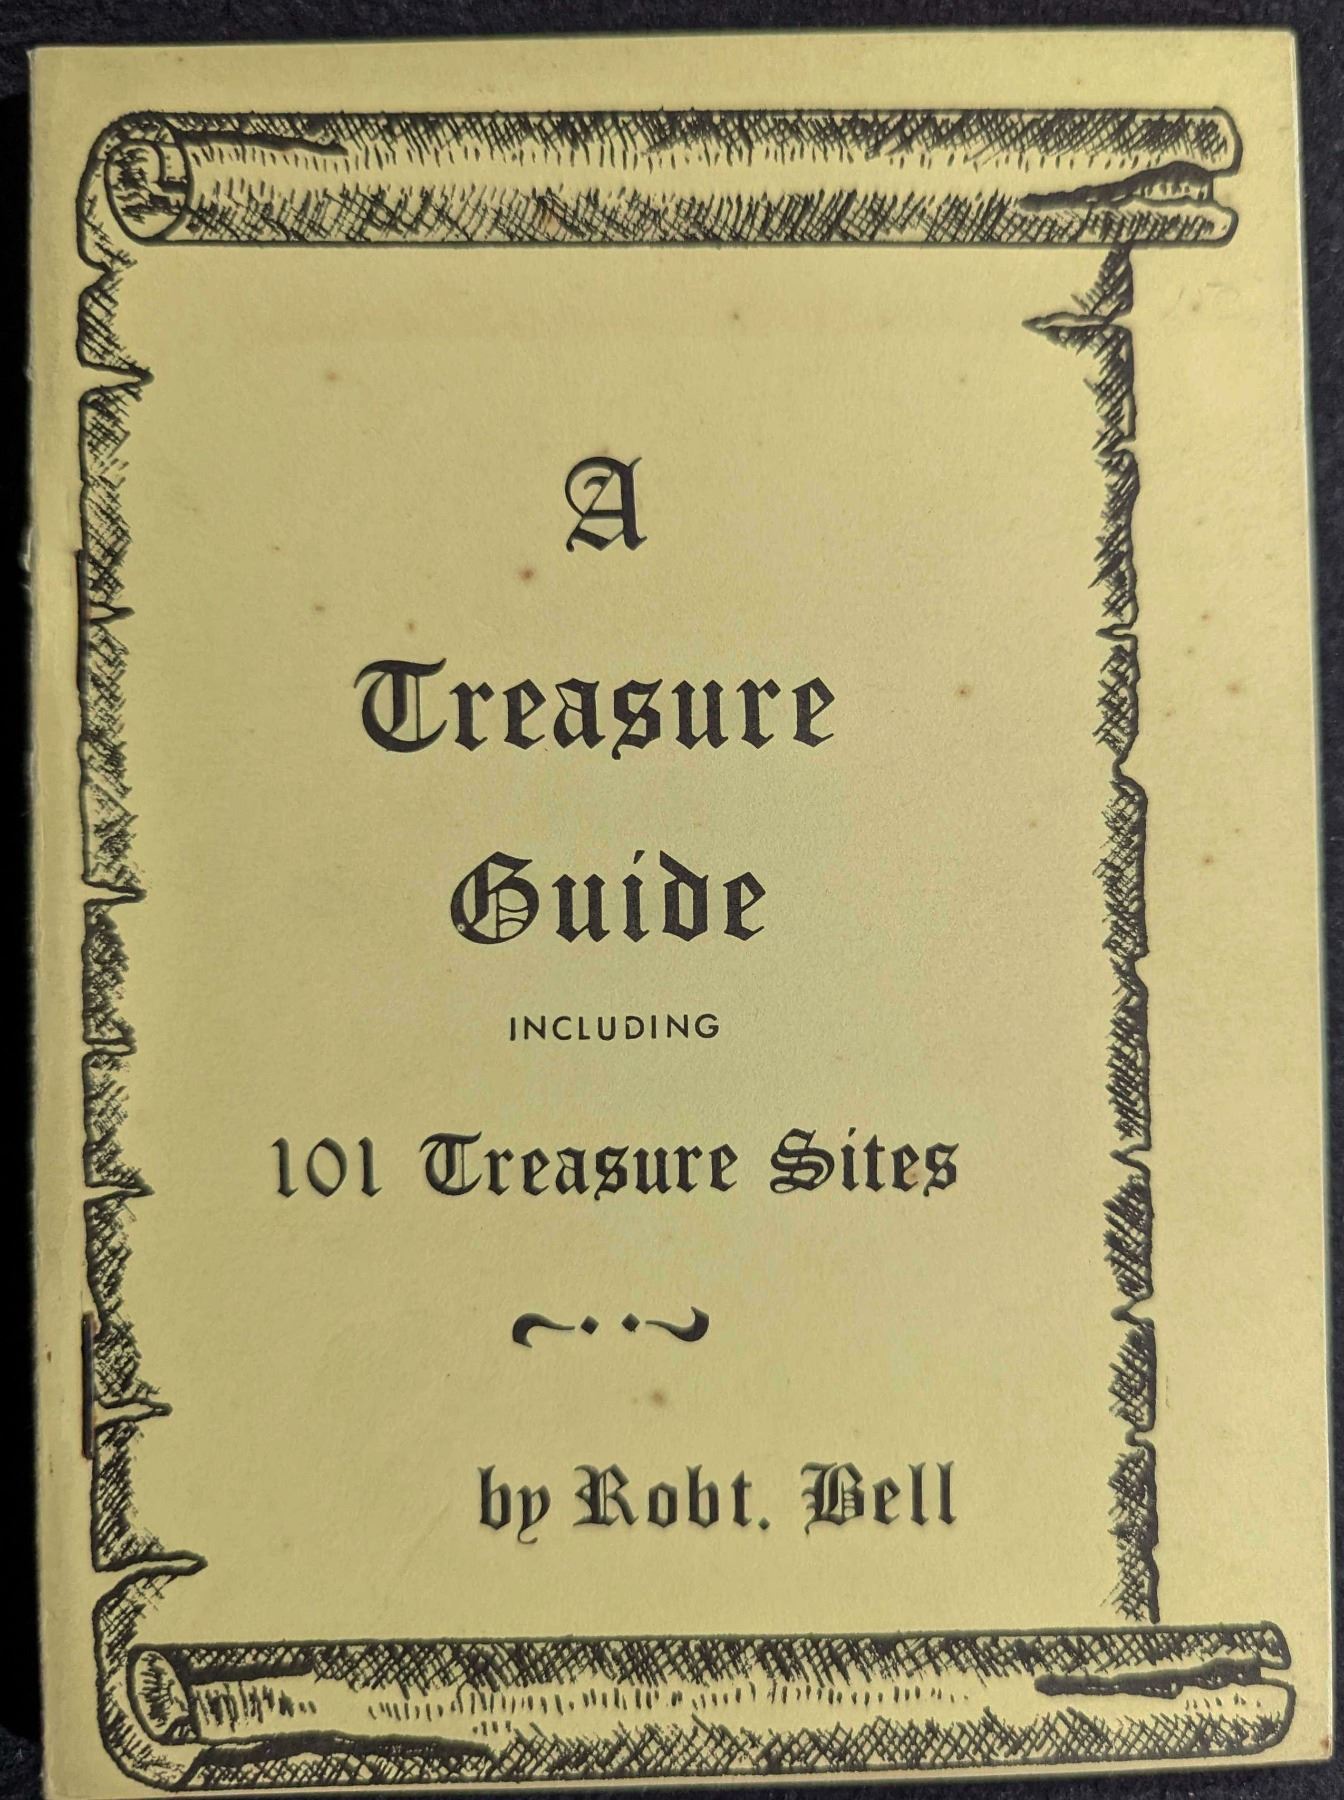 A
Treasure
Guide
INCLUDING
101 Treasure Sites
by Robt. Bell